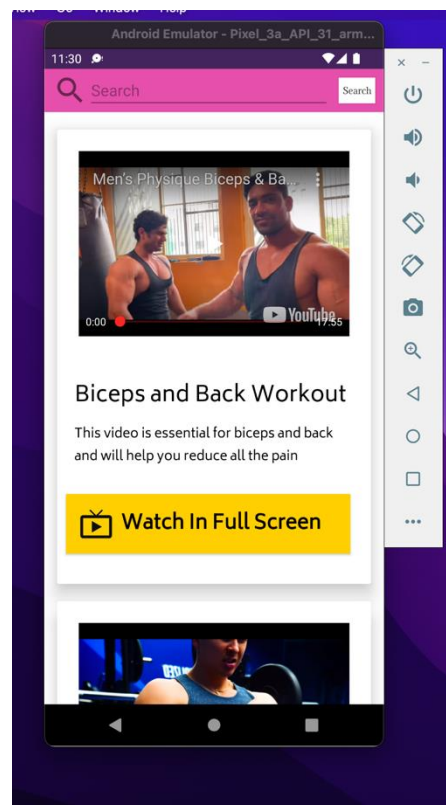 Android Emulator - Pixel_3a_API_31_arm...
11:30
Search
Search
Men's Physique Biceps & Ba...
YouTube
0:00
17:55
Biceps and Back Workout
This video is essential for biceps and back
and will help you reduce all the pain
Watch In Full Screen